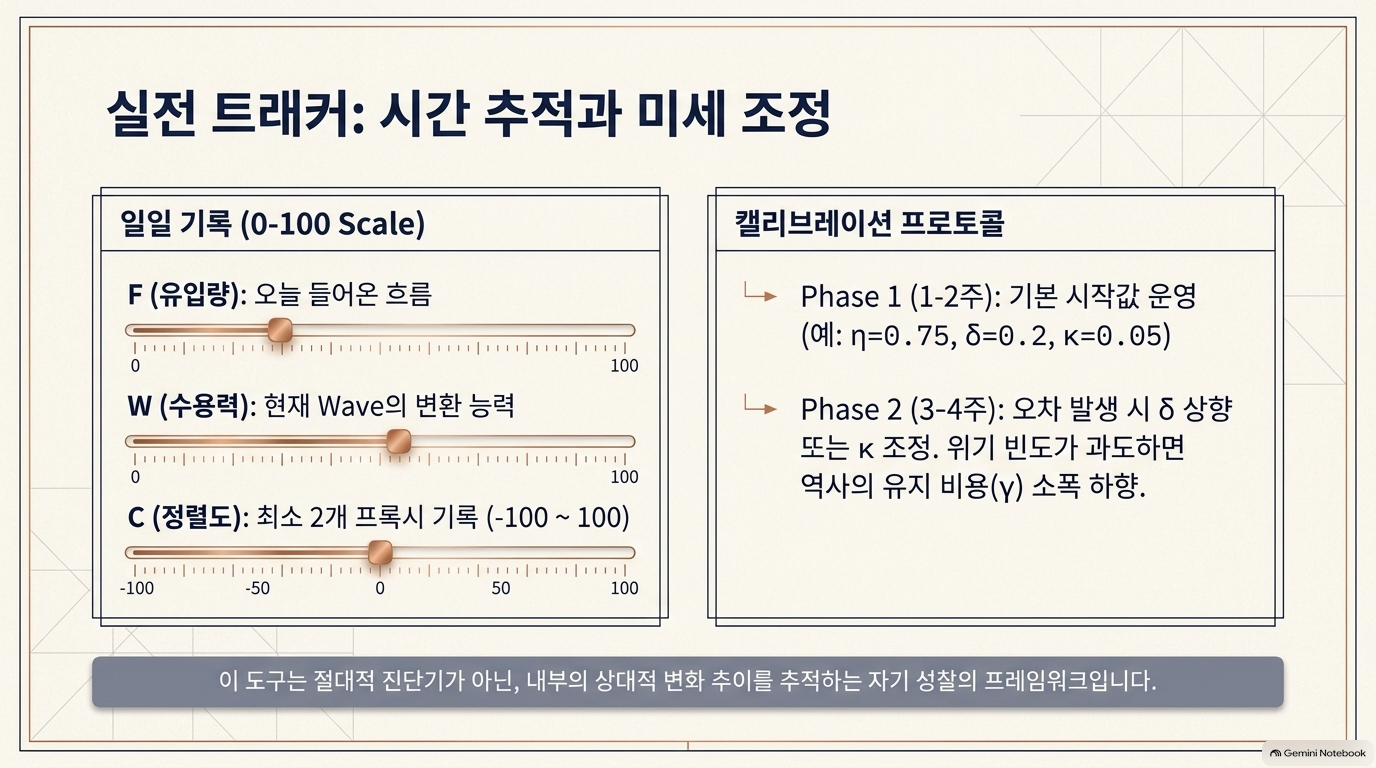 실전 트래커: 시간 추적과 미세 조정
일일 기록 (0-100 Scale)
F (유입량): 오늘 들어온 흐름
0 100
W (수용력): 현재 Wave의 변환 능력
0 100
C (정렬도): 최소 2개 프록시 기록 (-100 ~ 100)
-100 -50 0 50 100
캘리브레이션 프로토콜
Phase 1 (1-2주): 기본 시작값 운영
(예: η=0.75, δ=0.2, κ=0.05)
Phase 2 (3-4주): 오차 발생 시 δ 상향
또는 κ 조정. 위기 빈도가 과도하면
역사의 유지 비용(γ) 소폭 하향.
이 도구는 절대적 진단기가 아닌, 내부의 상대적 변화 추이를 추적하는 자기 성찰의 프레임워크입니다.
Gemini Notebook